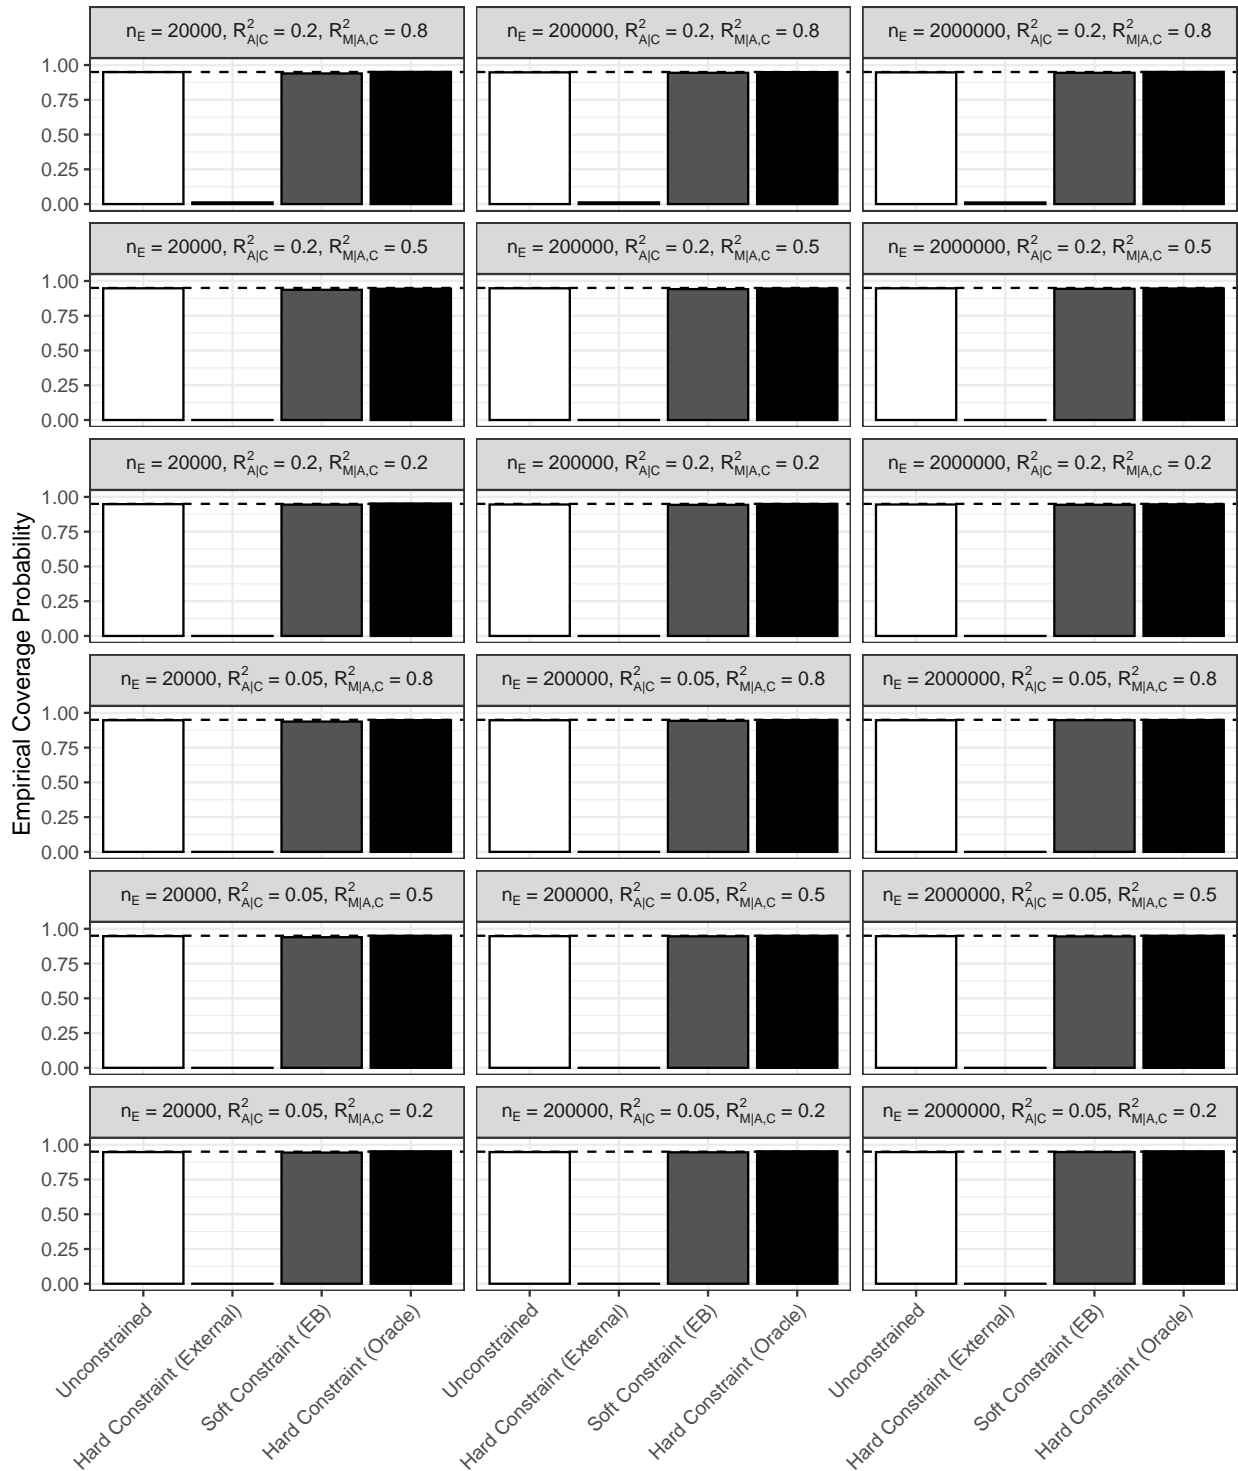 n_E = 20000, R²_A|C = 0.2, R²_M|A,C = 0.8
n_E = 200000, R²_A|C = 0.2, R²_M|A,C = 0.8
n_E = 2000000, R²_A|C = 0.2, R²_M|A,C = 0.8
1.00
0.75
0.50
0.25
0.00
n_E = 20000, R²_A|C = 0.2, R²_M|A,C = 0.5
n_E = 200000, R²_A|C = 0.2, R²_M|A,C = 0.5
n_E = 2000000, R²_A|C = 0.2, R²_M|A,C = 0.5
1.00
0.75
0.50
0.25
0.00
n_E = 20000, R²_A|C = 0.2, R²_M|A,C = 0.2
n_E = 200000, R²_A|C = 0.2, R²_M|A,C = 0.2
n_E = 2000000, R²_A|C = 0.2, R²_M|A,C = 0.2
1.00
0.75
0.50
0.25
0.00
Empirical Coverage Probability
n_E = 20000, R²_A|C = 0.05, R²_M|A,C = 0.8
n_E = 200000, R²_A|C = 0.05, R²_M|A,C = 0.8
n_E = 2000000, R²_A|C = 0.05, R²_M|A,C = 0.8
1.00
0.75
0.50
0.25
0.00
n_E = 20000, R²_A|C = 0.05, R²_M|A,C = 0.5
n_E = 200000, R²_A|C = 0.05, R²_M|A,C = 0.5
n_E = 2000000, R²_A|C = 0.05, R²_M|A,C = 0.5
1.00
0.75
0.50
0.25
0.00
n_E = 20000, R²_A|C = 0.05, R²_M|A,C = 0.2
n_E = 200000, R²_A|C = 0.05, R²_M|A,C = 0.2
n_E = 2000000, R²_A|C = 0.05, R²_M|A,C = 0.2
1.00
0.75
0.50
0.25
0.00
Unconstrained
Hard Constraint (External)
Soft Constraint (EB)
Hard Constraint (Oracle)
Unconstrained
Hard Constraint (External)
Soft Constraint (EB)
Hard Constraint (Oracle)
Unconstrained
Hard Constraint (External)
Soft Constraint (EB)
Hard Constraint (Oracle)